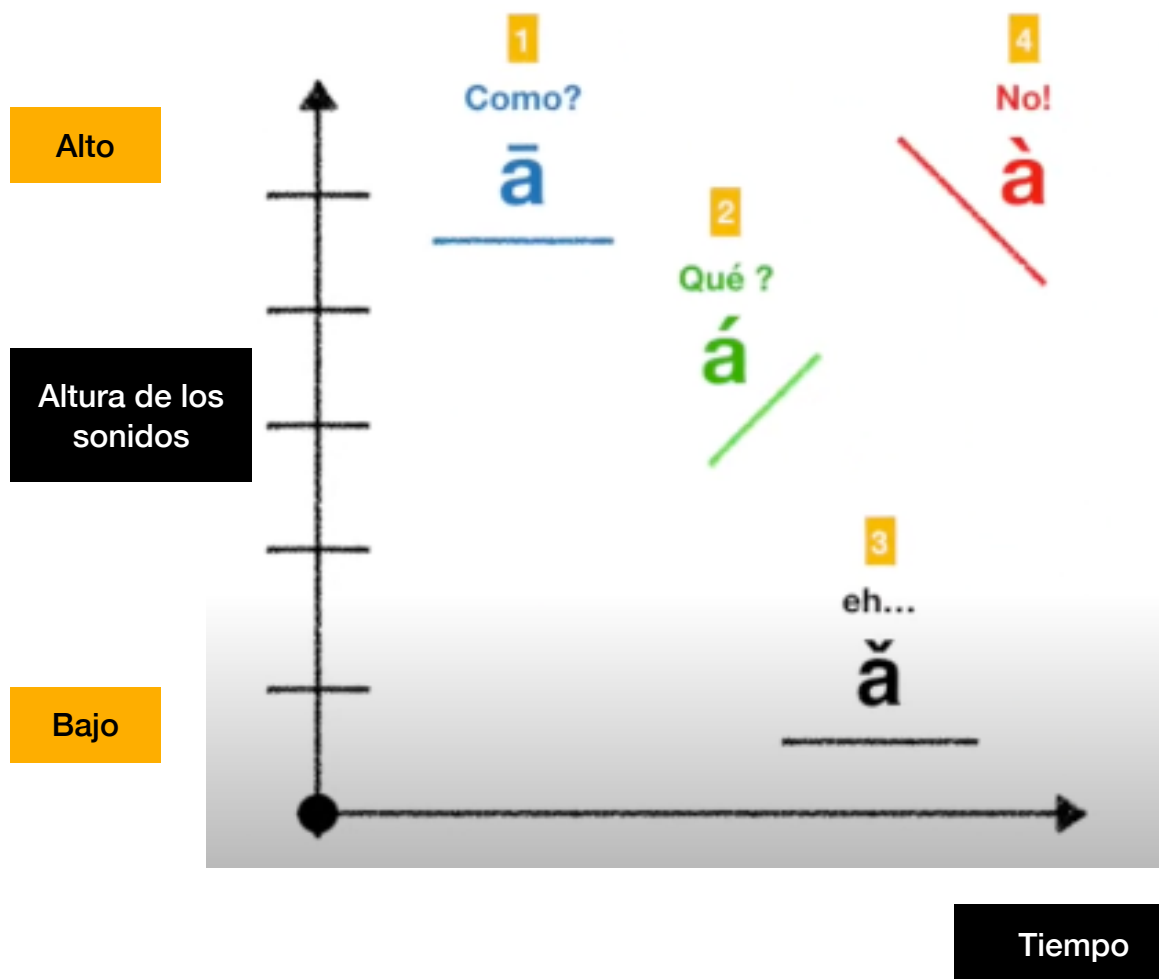 1
4
Como?
No!
Alto
ā
à
2
Qué ?
á
Altura de los
sonidos
3
eh...
ǎ
Bajo
Tiempo